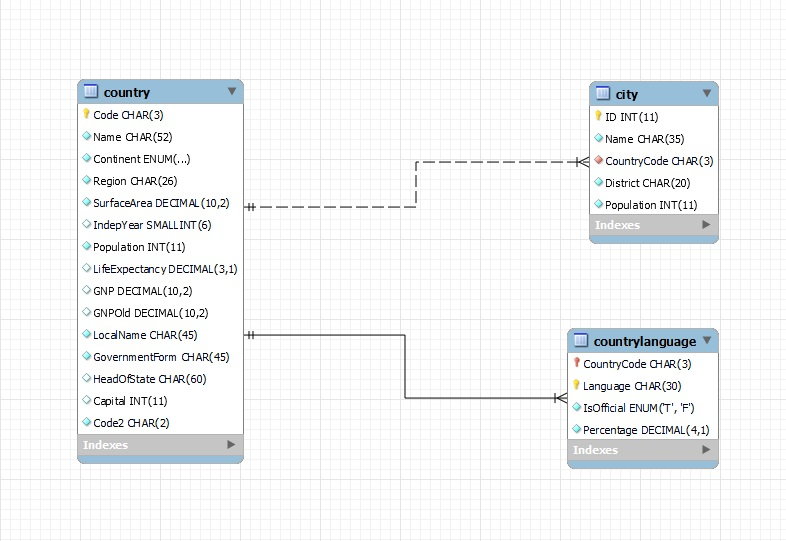 country
Code CHAR(3)
Name CHAR(52)
Continent ENUM(...)
Region CHAR(26)
SurfaceArea DECIMAL(10,2)
IndepYear SMALLINT(6)
Population INT(11)
LifeExpectancy DECIMAL(3,1)
GNP DECIMAL(10,2)
GNPOld DECIMAL(10,2)
LocalName CHAR(45)
GovernmentForm CHAR(45)
HeadOfState CHAR(60)
Capital INT(11)
Code2 CHAR(2)
Indexes
city
ID INT(11)
Name CHAR(35)
CountryCode CHAR(3)
District CHAR(20)
Population INT(11)
Indexes
countrylanguage
CountryCode CHAR(3)
Language CHAR(30)
IsOfficial ENUM('T', 'F')
Percentage DECIMAL(4,1)
Indexes